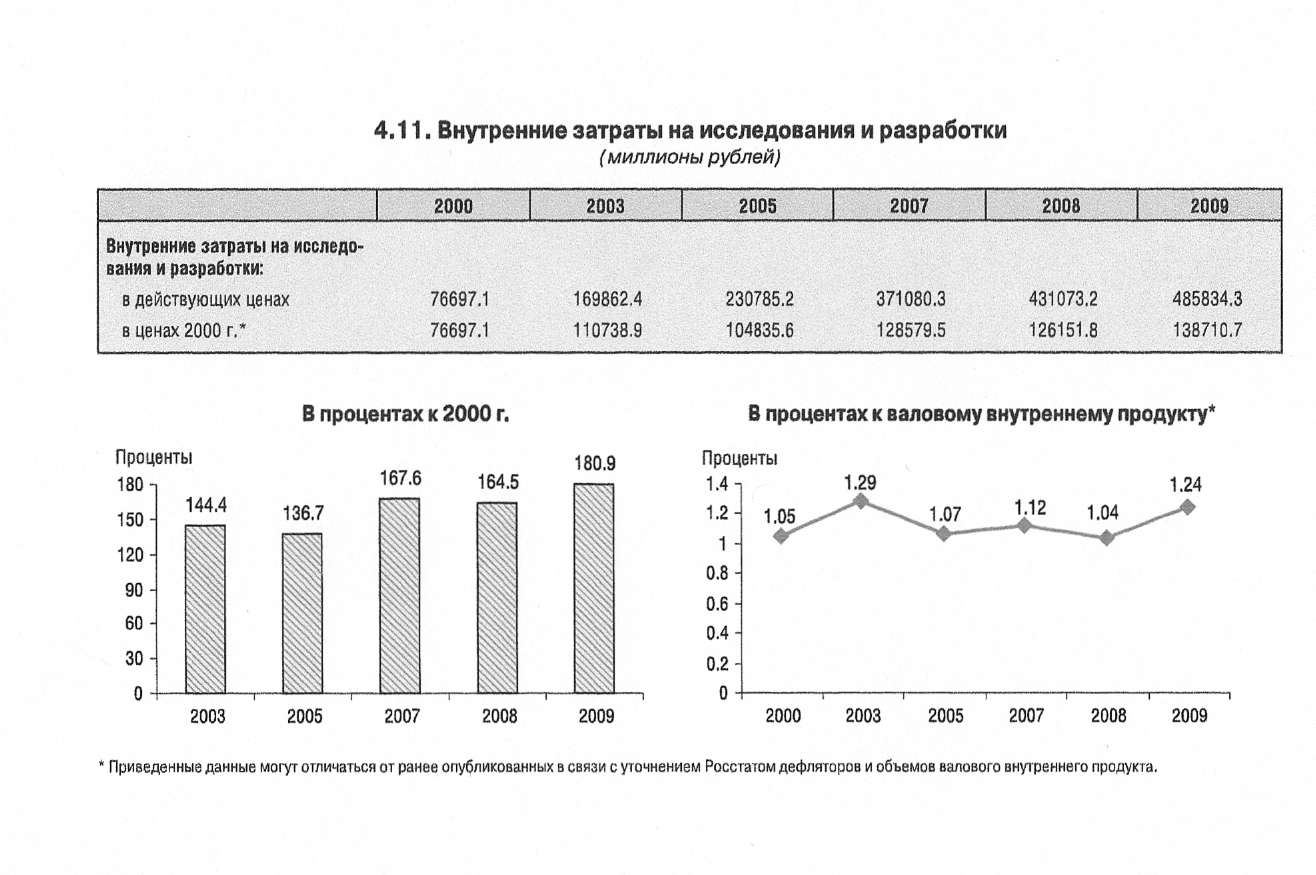 4.11. Внутренние затраты на исследования и разработки
(миллионы рублей)
2000 2003 2005 2007 2008 2009
Внутренние затраты на исследо-
вания и разработки:
в действующих ценах 76697.1 169862.4 230785.2 371080.3 431073.2 485834.3
в ценах 2000 г.* 76697.1 110738.9 104835.6 128579.5 126151.8 138710.7
В процентах к 2000 г.
Проценты
180
150
120
90
60
30
0
144.4 136.7 167.6 164.5 180.9
2003 2005 2007 2008 2009
В процентах к валовому внутреннему продукту*
Проценты
1.4
1.2
1
0.8
0.6
0.4
0.2
0
1.05 1.29 1.07 1.12 1.04 1.24
2000 2003 2005 2007 2008 2009
* Приведенные данные могут отличаться от ранее опубликованных в связи с уточнением Росстатом дефляторов и объемов валового внутреннего продукта.